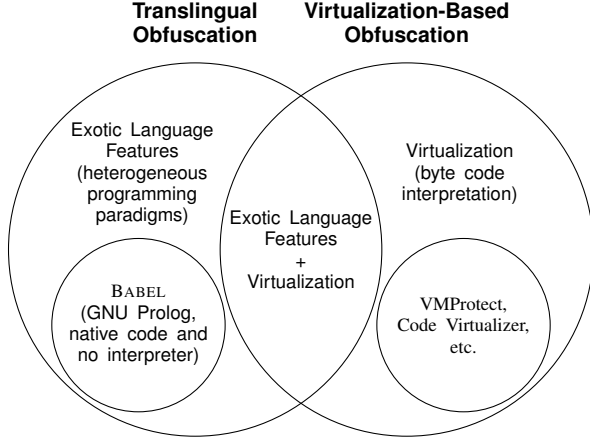 Translingual
Obfuscation
Virtualization-Based
Obfuscation
Exotic Language
Features
(heterogeneous
programming
paradigms)
BABEL
(GNU Prolog,
native code and
no interpreter)
Exotic Language
Features
+
Virtualization
Virtualization
(byte code
interpretation)
VMProtect,
Code Virtualizer,
etc.